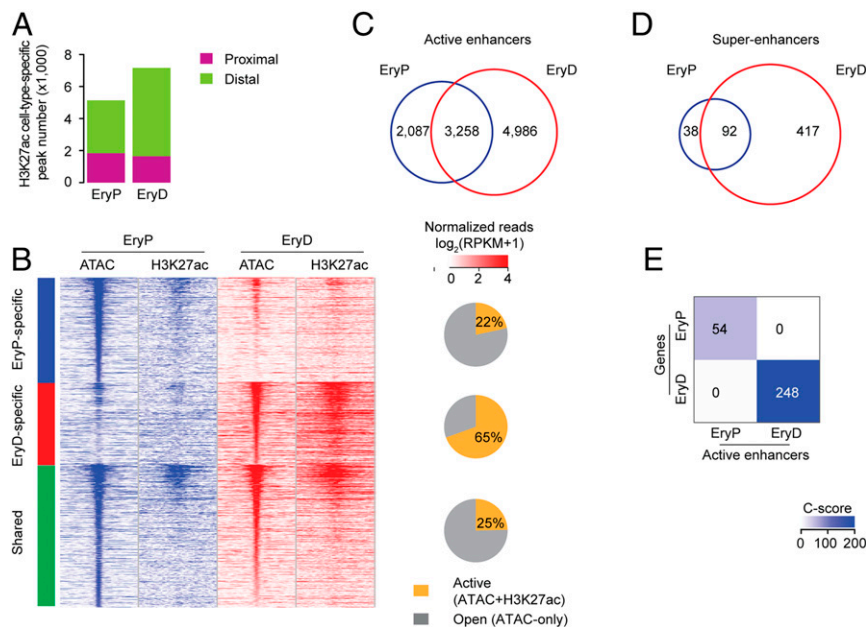 A
H3K27ac cell-type-specific
peak number (x1,000)
8
6
4
2
0
EryP
EryD
Proximal
Distal
C
Active enhancers
EryP
EryD
2,087
3,258
4,986
D
Super-enhancers
EryP
EryD
38
92
417
B
EryP
EryD
ATAC
H3K27ac
ATAC
H3K27ac
EryP-specific
EryD-specific
Shared
Normalized reads
log2(RPKM+1)
0 2 4
22%
65%
25%
Active
(ATAC+H3K27ac)
Open (ATAC-only)
E
Genes
EryP
EryD
54
0
0
248
EryP
EryD
Active enhancers
C-score
0 100 200